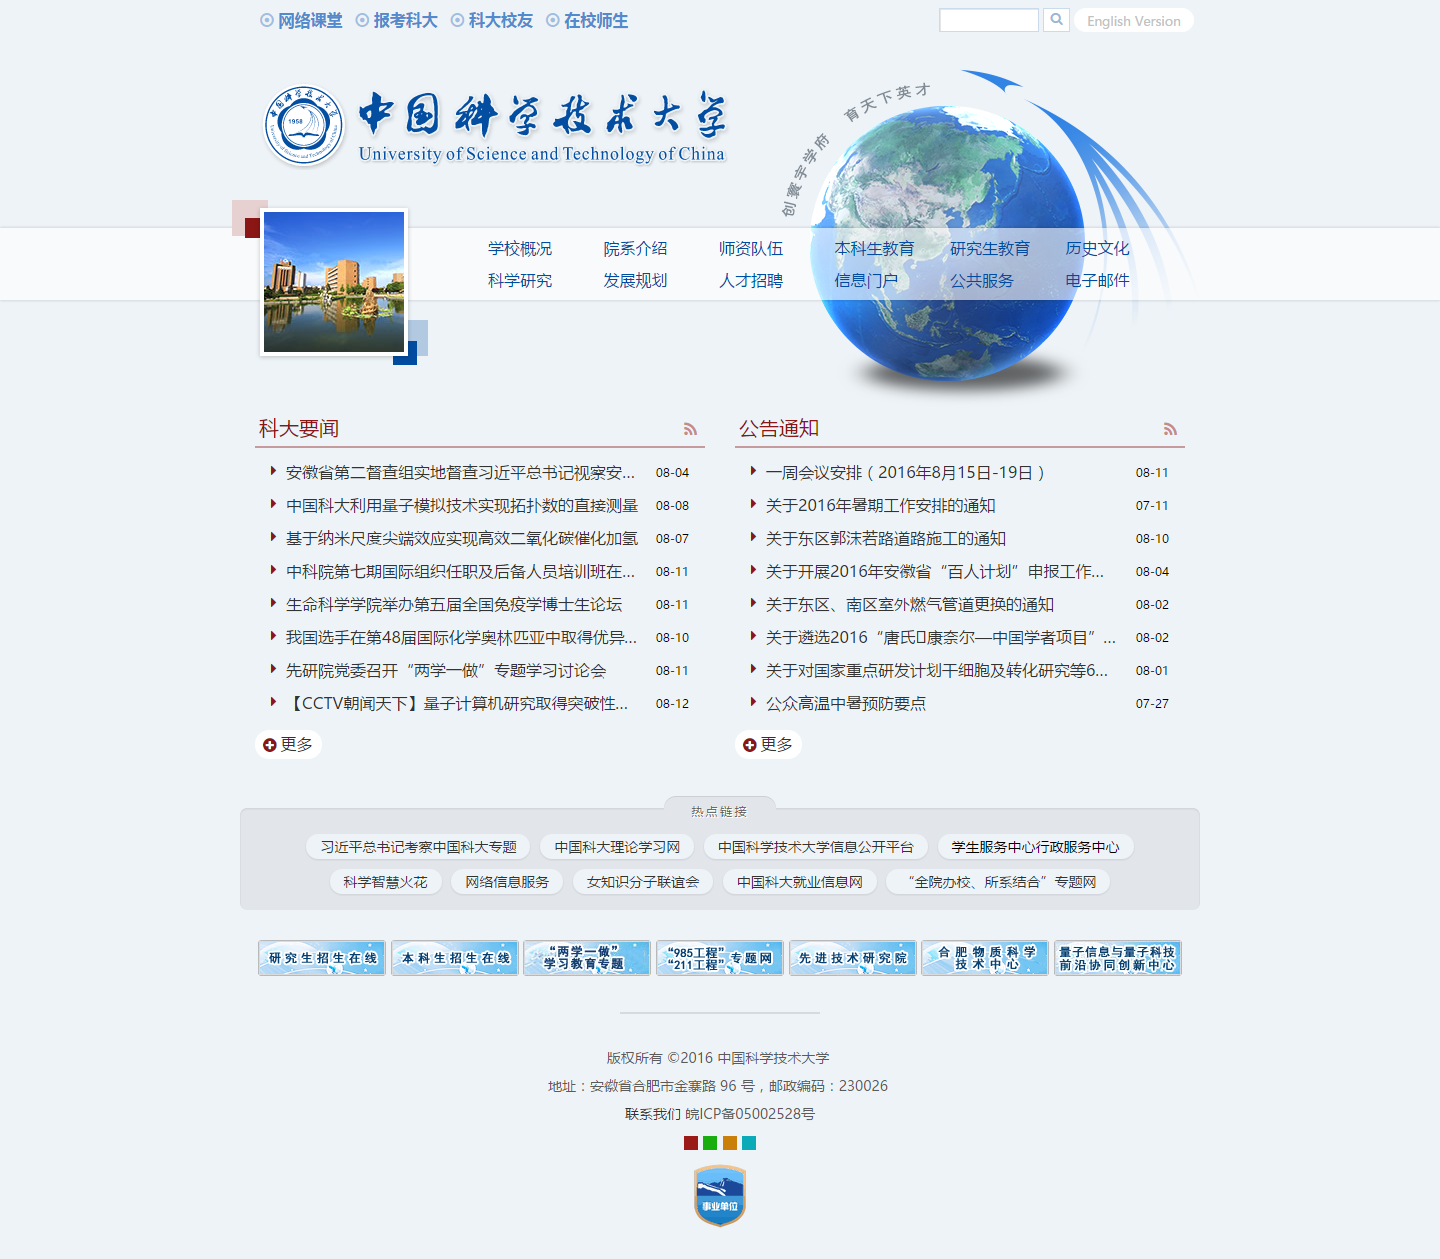 网络课堂 报考科大 科大校友 在校师生
English Version
创寰宇学府 育天下英才
1958
中国科学技术大学
University of Science and Technology of China
学校概况 院系介绍 师资队伍 本科生教育 研究生教育 历史文化
科学研究 发展规划 人才招聘 信息门户 公共服务 电子邮件
科大要闻
安徽省第二督查组实地督查习近平总书记视察安... 08-04
中国科大利用量子模拟技术实现拓扑数的直接测量 08-08
基于纳米尺度尖端效应实现高效二氧化碳催化加氢 08-07
中科院第七期国际组织任职及后备人员培训班在... 08-11
生命科学学院举办第五届全国免疫学博士生论坛 08-11
我国选手在第48届国际化学奥林匹亚中取得优异... 08-10
先研院党委召开“两学一做”专题学习讨论会 08-11
【CCTV朝闻天下】量子计算机研究取得突破性... 08-12
更多
公告通知
一周会议安排（2016年8月15日-19日） 08-11
关于2016年暑期工作安排的通知 07-11
关于东区郭沫若路道路施工的通知 08-10
关于开展2016年安徽省“百人计划”申报工作... 08-04
关于东区、南区室外燃气管道更换的通知 08-02
关于遴选2016“唐氏▯康奈尔—中国学者项目”... 08-02
关于对国家重点研发计划干细胞及转化研究等6... 08-01
公众高温中暑预防要点 07-27
更多
热点链接
习近平总书记考察中国科大专题 中国科大理论学习网 中国科学技术大学信息公开平台 学生服务中心行政服务中心
科学智慧火花 网络信息服务 女知识分子联谊会 中国科大就业信息网 “全院办校、所系结合”专题网
研究生招生在线
本科生招生在线
“两学一做”
学习教育专题
“985工程”
“211工程” 专题网
先进技术研究院
合肥物质科学
技术中心
量子信息与量子科技
前沿协同创新中心
版权所有 ©2016 中国科学技术大学
地址：安徽省合肥市金寨路 96 号，邮政编码：230026
联系我们 皖ICP备05002528号
事业单位